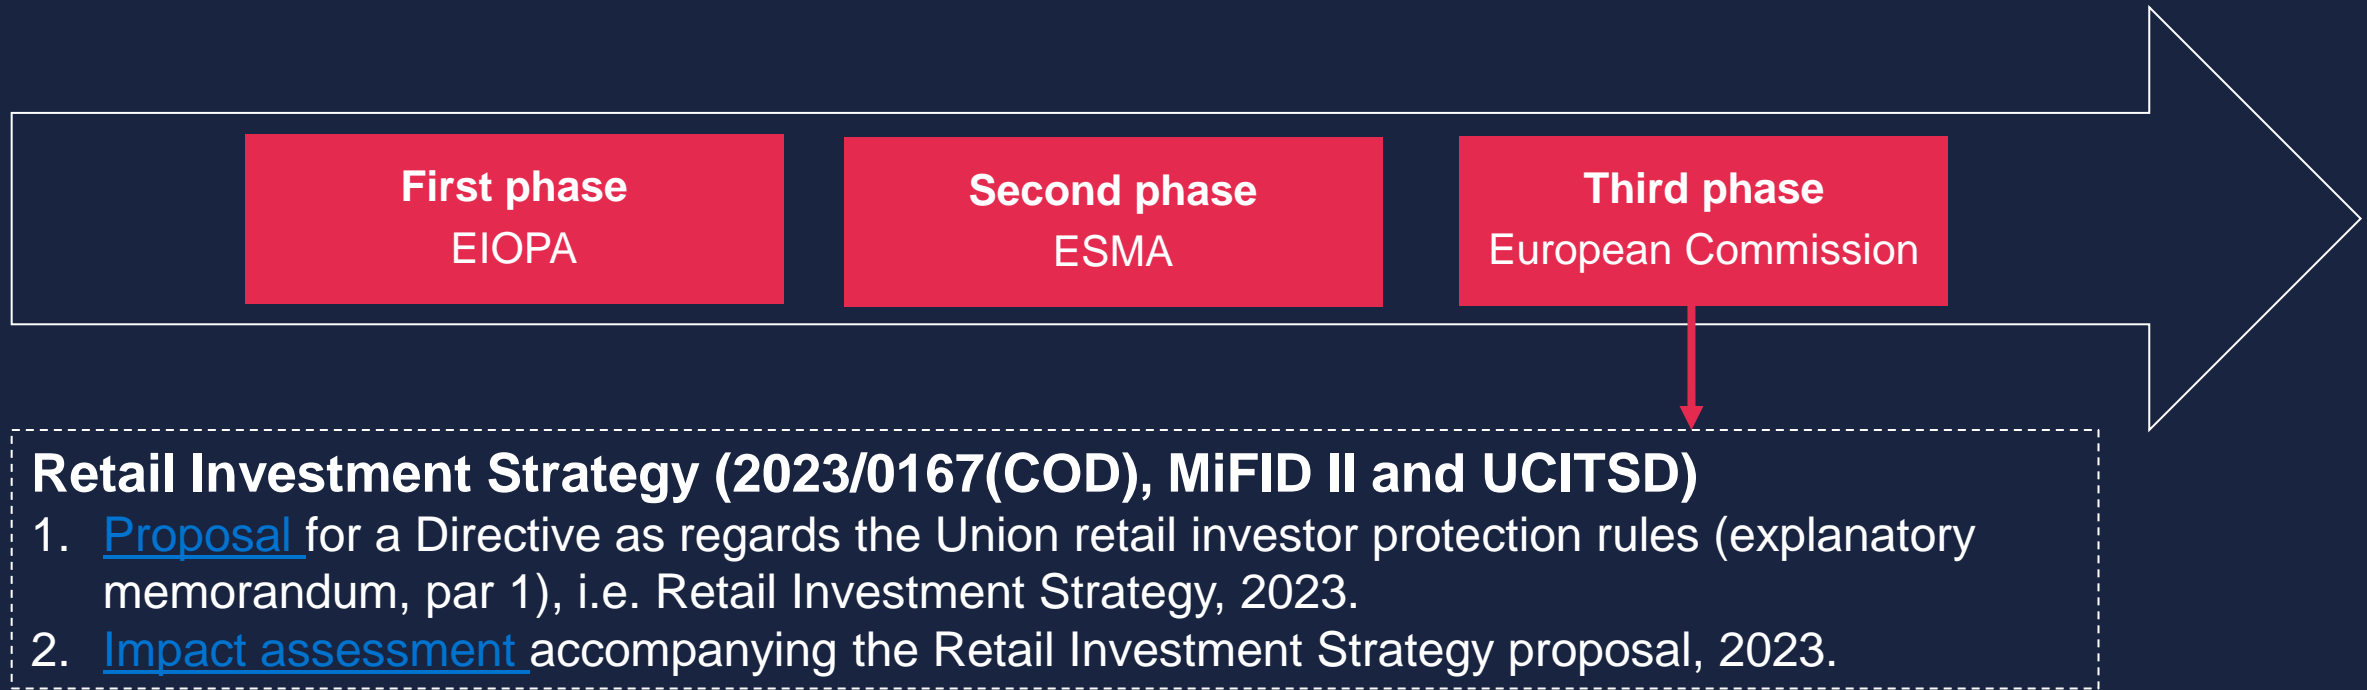 First phase
EIOPA
Second phase
ESMA
Third phase
European Commission
Retail Investment Strategy (2023/0167(COD), MiFID II and UCITSD)
1. Proposal for a Directive as regards the Union retail investor protection rules (explanatory
memorandum, par 1), i.e. Retail Investment Strategy, 2023.
2. Impact assessment accompanying the Retail Investment Strategy proposal, 2023.